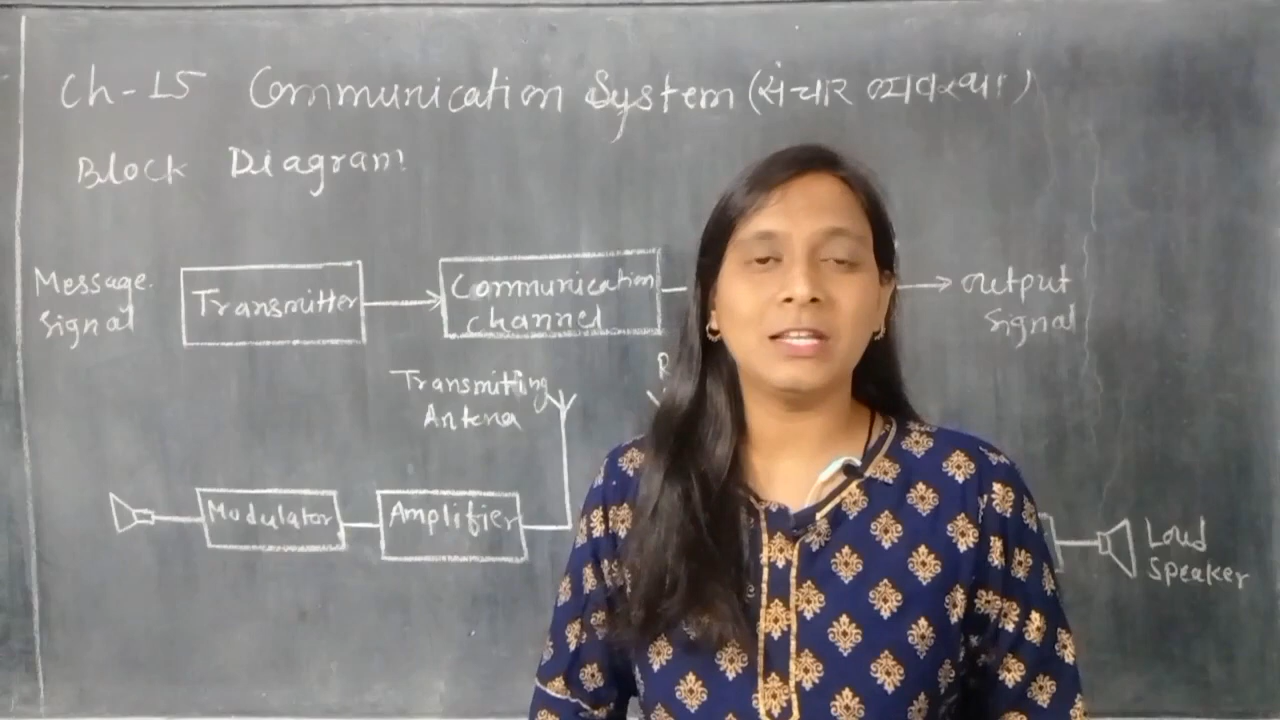 Ch-15 Communication System (संचार व्यवस्था)
Block Diagram
Message
Signal
Transmitter
Communication
channel
output
Signal
Transmiting
Antena
R
Modulator
Amplifier
Loud
Speaker